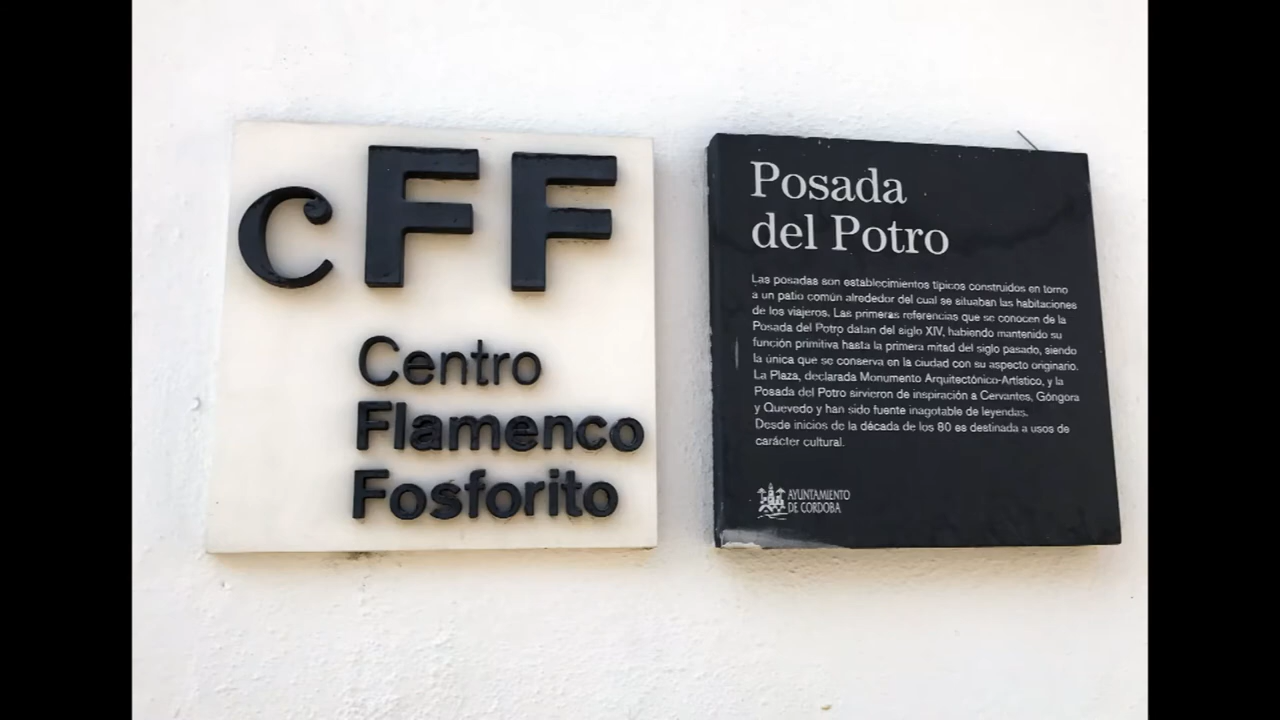 cFF
Centro
Flamenco
Fosforito
Posada
del Potro
Las posadas son establecimientos típicos construidos en torno
a un patio común alrededor del cual se situaban las habitaciones
de los viajeros. Las primeras referencias que se conocen de la
Posada del Potro datan del siglo XIV, habiendo mantenido su
función primitiva hasta la primera mitad del siglo pasado, siendo
la única que se conserva en la ciudad con su aspecto originario.
La Plaza, declarada Monumento Arquitectónico-Artístico, y la
Posada del Potro sirvieron de inspiración a Cervantes, Góngora
y Quevedo y han sido fuente inagotable de leyendas.
Desde inicios de la década de los 80 es destinada a usos de
carácter cultural.
AYUNTAMIENTO
DE CORDOBA